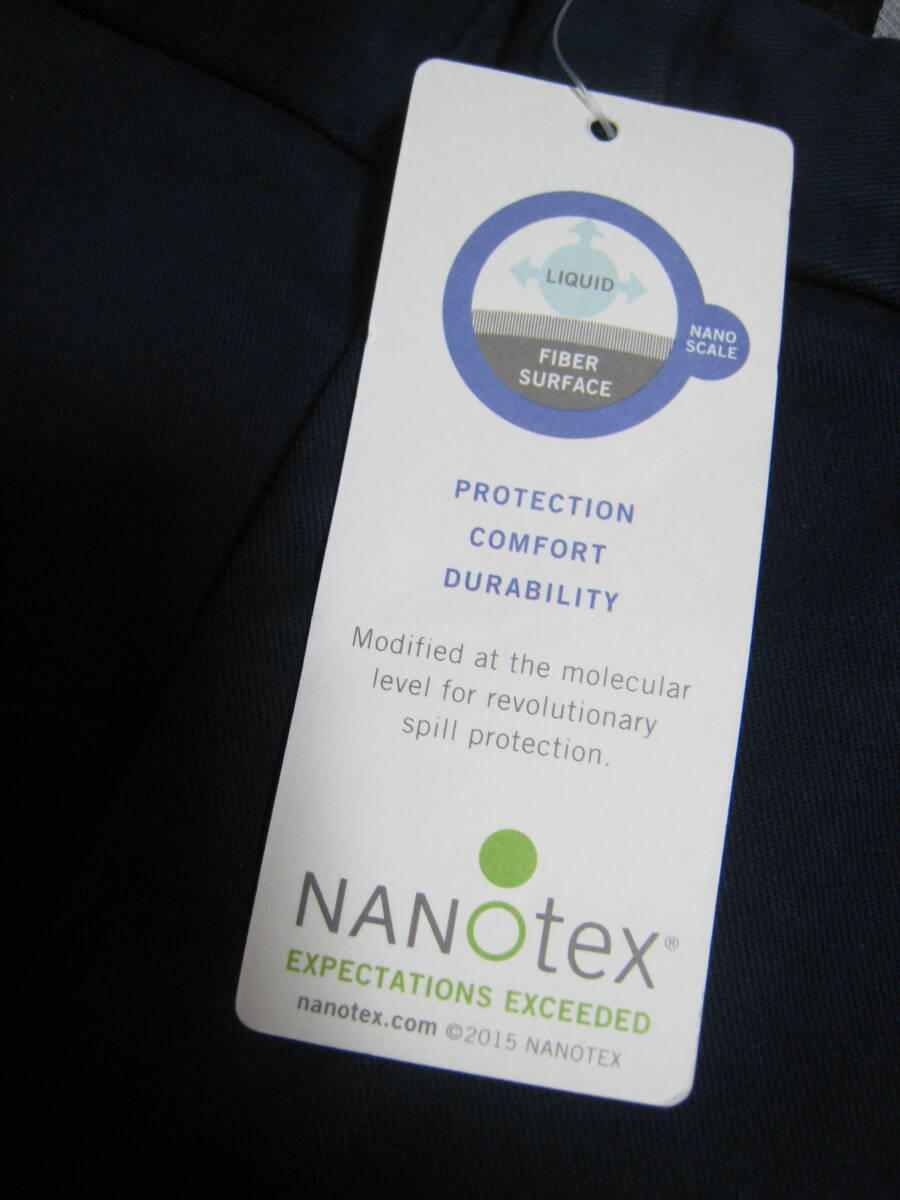 LIQUID
NANO
SCALE
FIBER
SURFACE
PROTECTION
COMFORT
DURABILITY
Modified at the molecular
level for revolutionary
spill protection.
NANotex®
EXPECTATIONS EXCEEDED
nanotex.com ©2015 NANOTEX